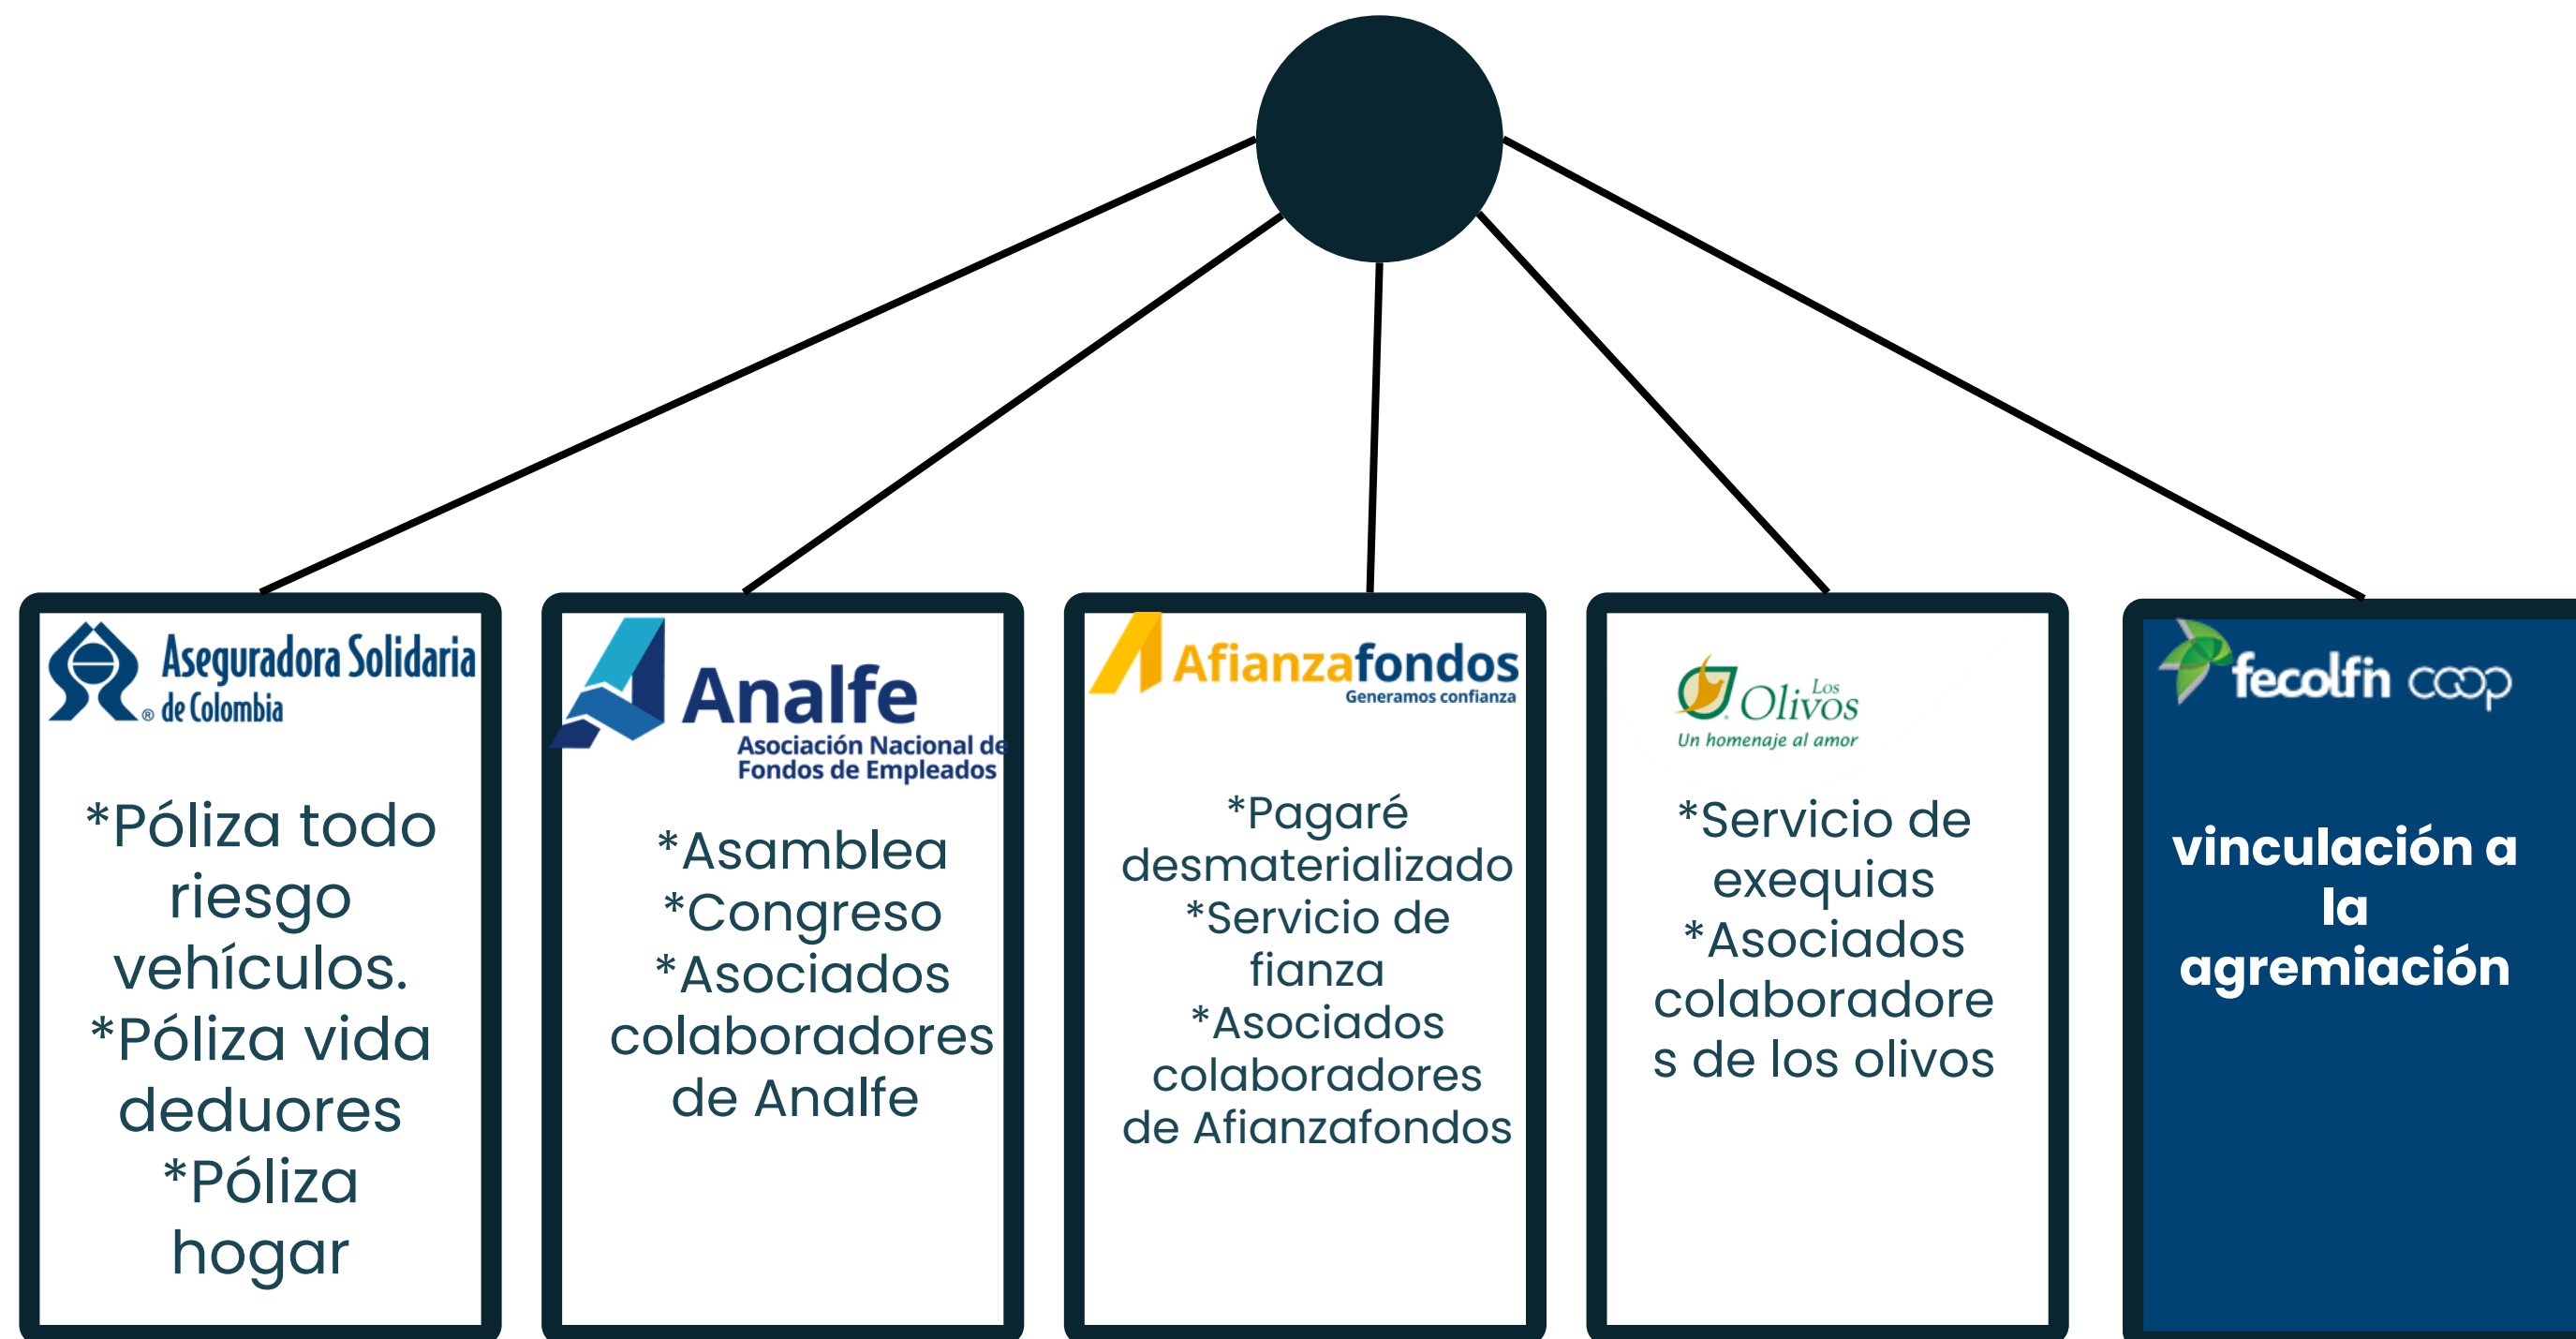 Aseguradora Solidaria
® de Colombia
*Póliza todo
riesgo
vehículos.
*Póliza vida
deduores
*Póliza
hogar
Analfe
Asociación Nacional de
Fondos de Empleados
*Asamblea
*Congreso
*Asociados
colaboradores
de Analfe
Afianzafondos
Generamos confianza
*Pagaré
desmaterializado
*Servicio de
fianza
*Asociados
colaboradores
de Afianzafondos
Los
Olivos
Un homenaje al amor
*Servicio de
exequias
*Asociados
colaboradore
s de los olivos
fecolfin coop
vinculación a
la
agremiación